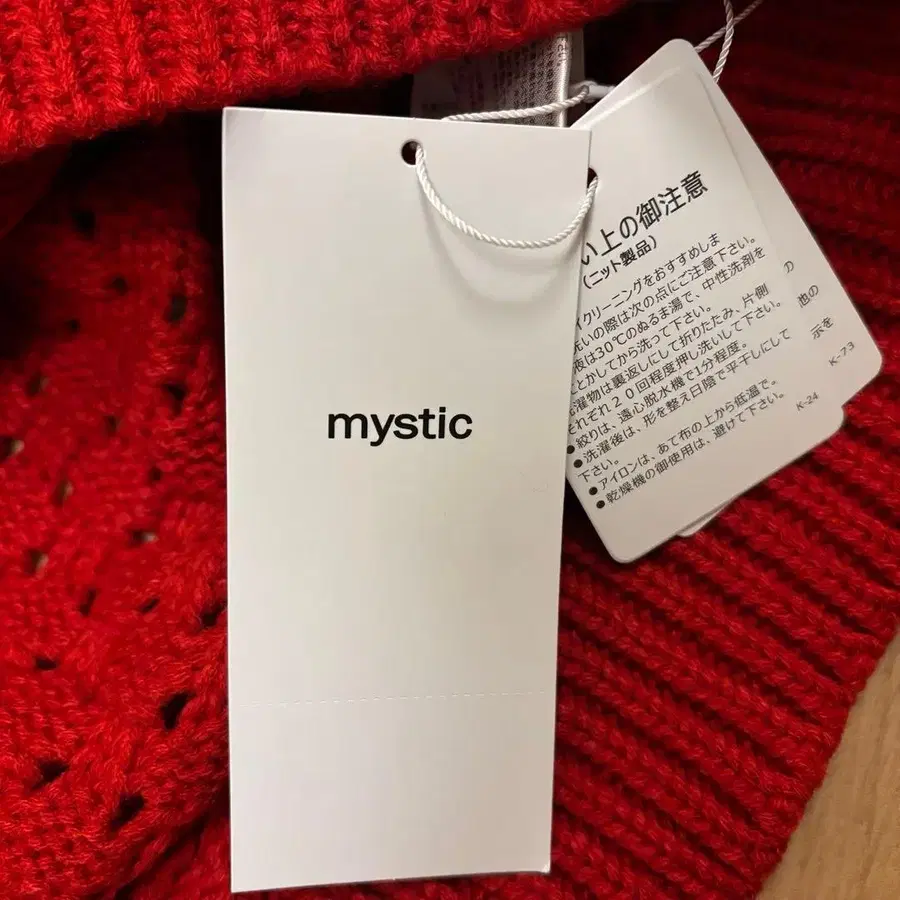 mystic
い上の御注意
(ニット製品)
イクリーニングをおすすめしま
洗いの際は次の点にご注意下さい。
液は30℃のぬるま湯で、中性洗剤を
とかしてから洗って下さい。
濯物は裏返しにして折りたたみ、片側
それぞれ20回程度押し洗いして下さい。
●絞りは、遠心脱水機で1分程度。
●洗濯後は、形を整え日陰で平干しにして
下さい。
●アイロンは、あて布の上から低温で。
●乾燥機の御使用は、避けて下さい。
K-24
の
他の
示を
K-73